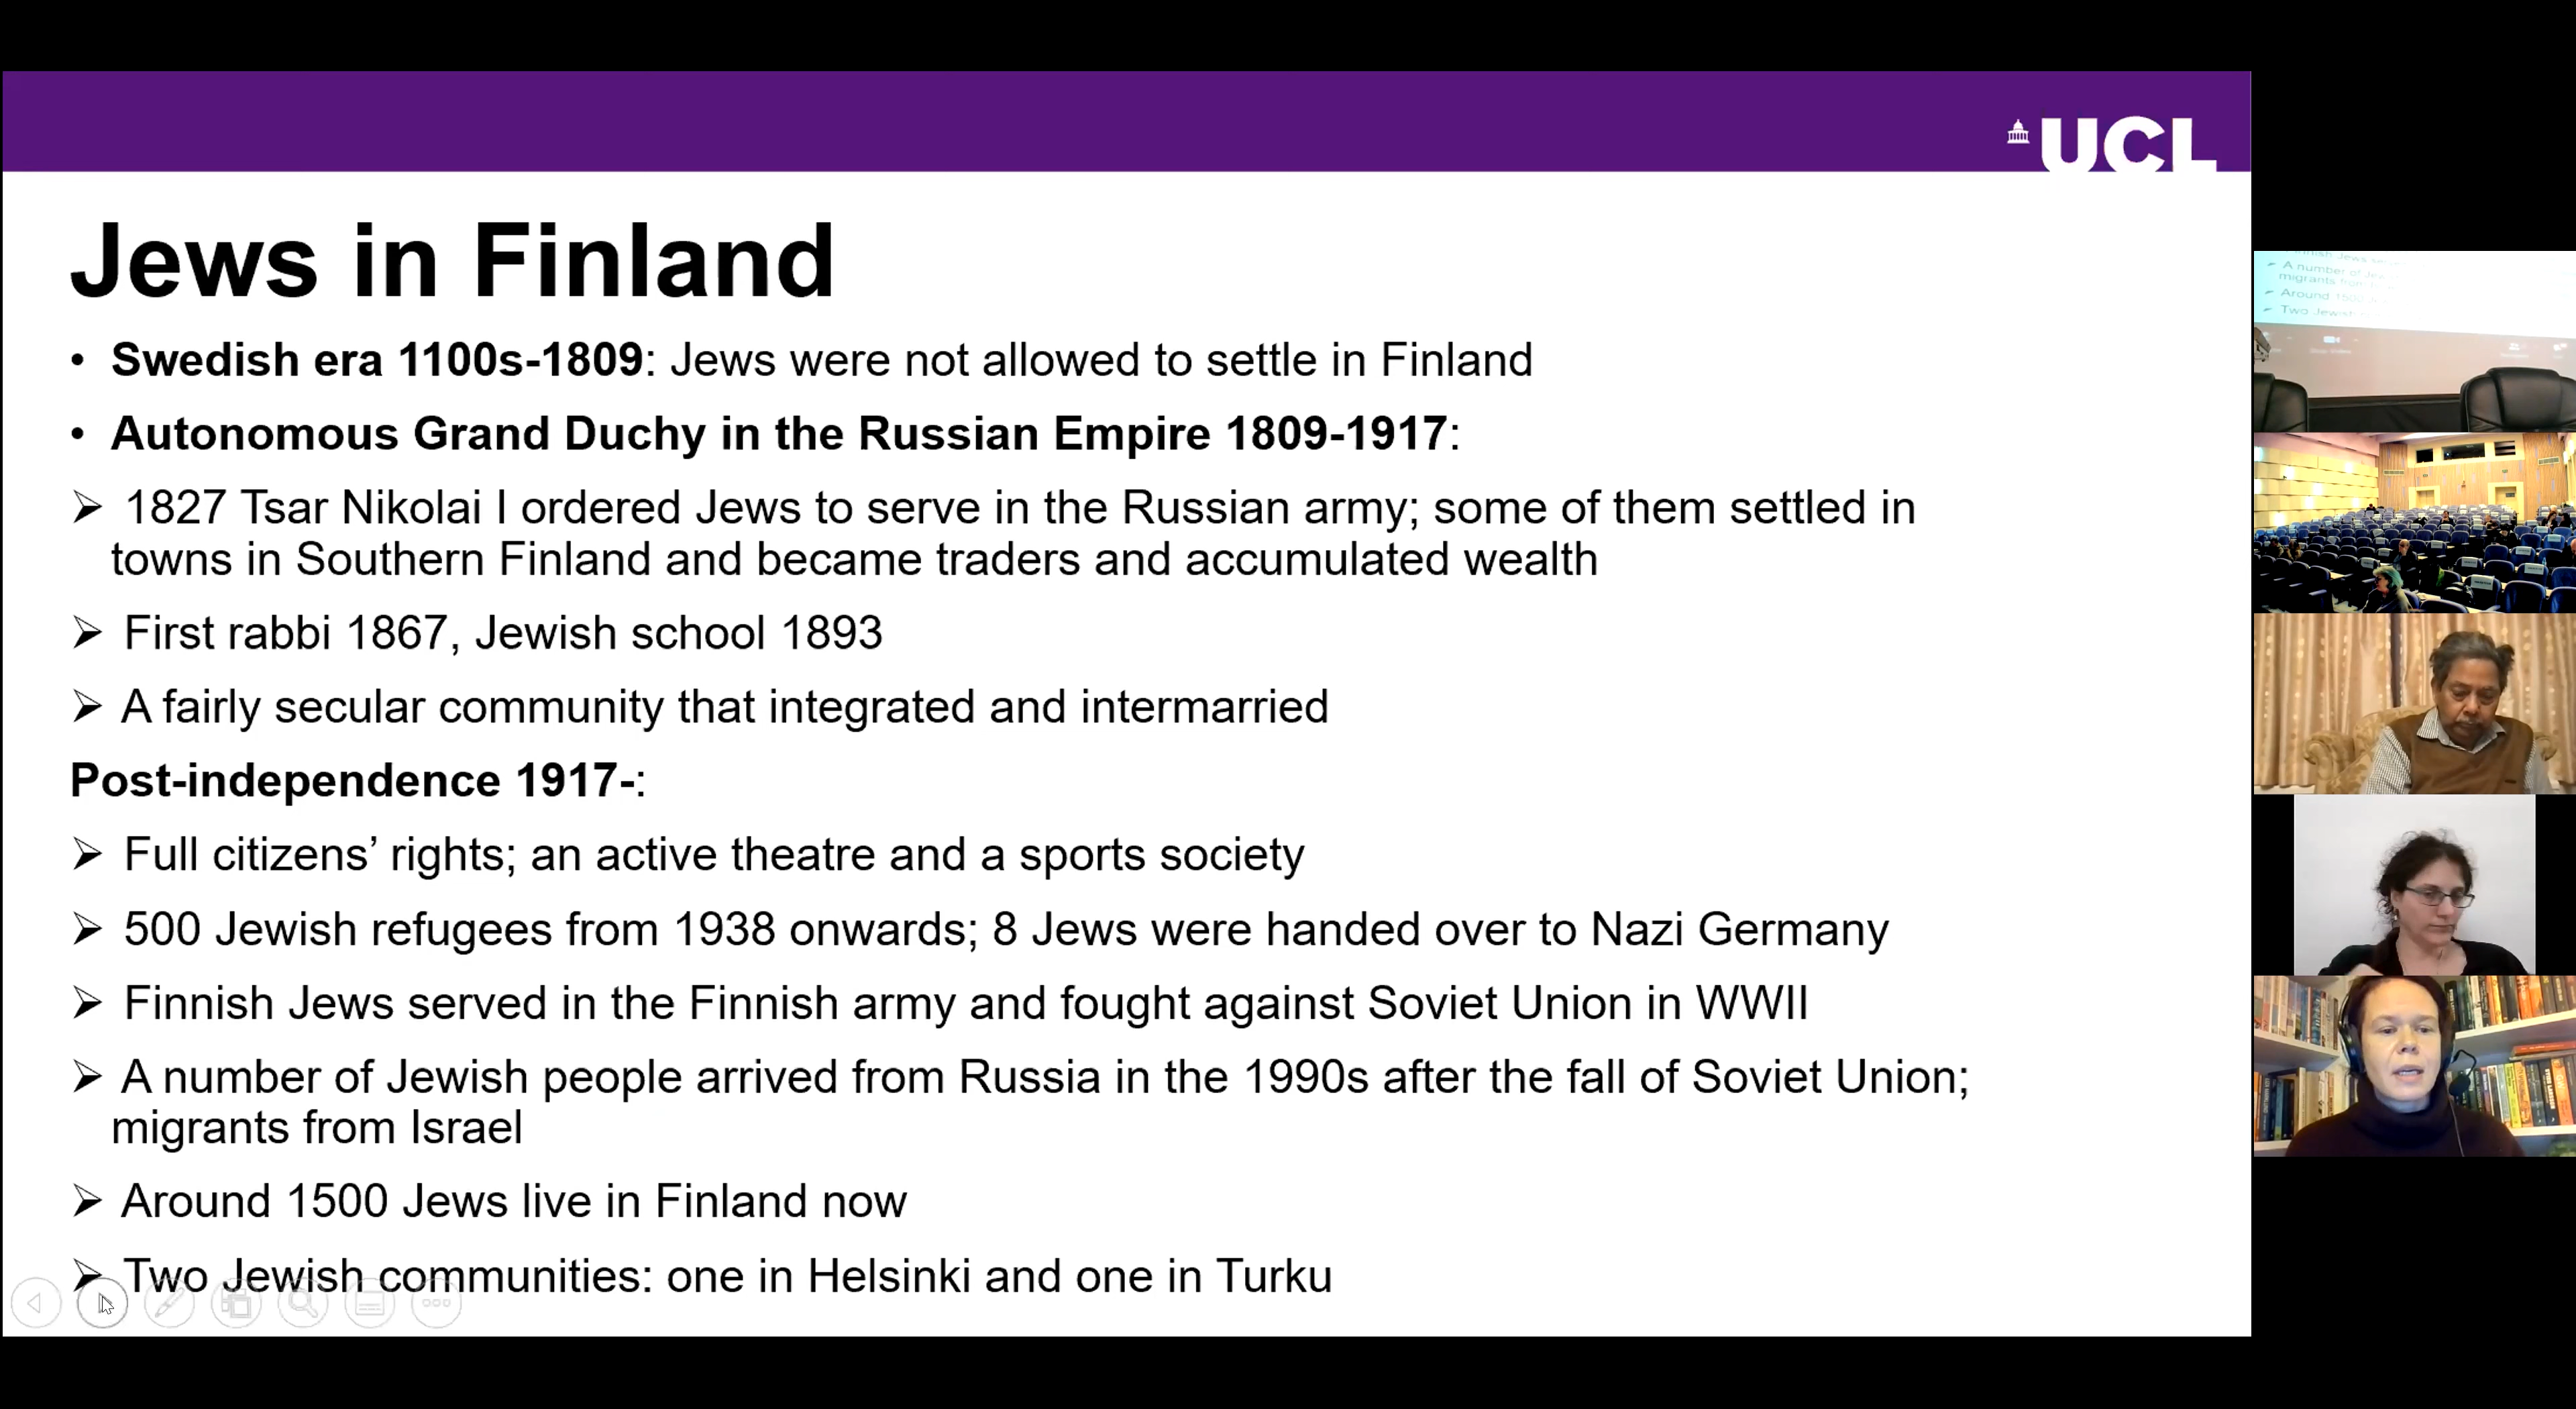 UCL
Jews in Finland
• Swedish era 1100s-1809: Jews were not allowed to settle in Finland
• Autonomous Grand Duchy in the Russian Empire 1809-1917:
➢ 1827 Tsar Nikolai I ordered Jews to serve in the Russian army; some of them settled in
towns in Southern Finland and became traders and accumulated wealth
➢ First rabbi 1867, Jewish school 1893
➢ A fairly secular community that integrated and intermarried
Post-independence 1917-:
➢ Full citizens’ rights; an active theatre and a sports society
➢ 500 Jewish refugees from 1938 onwards; 8 Jews were handed over to Nazi Germany
➢ Finnish Jews served in the Finnish army and fought against Soviet Union in WWII
➢ A number of Jewish people arrived from Russia in the 1990s after the fall of Soviet Union;
migrants from Israel
➢ Around 1500 Jews live in Finland now
➢ Two Jewish communities: one in Helsinki and one in Turku
A number of
migrants
Around 1500
Two Jewish